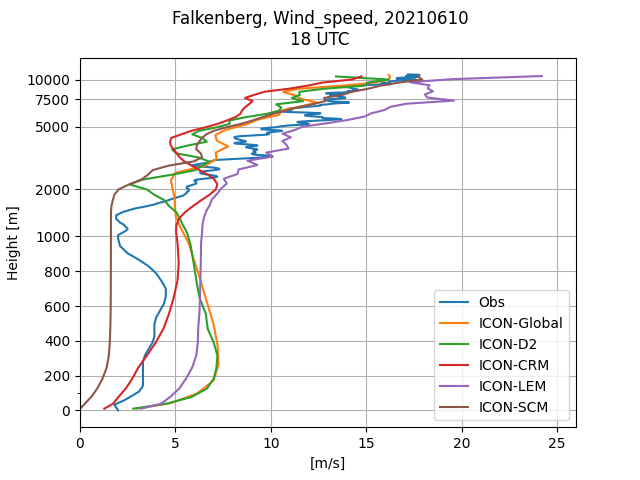 Falkenberg, Wind_speed, 20210610
18 UTC
10000
7500
5000
2000
1000
800
600
400
200
0
Height [m]
0 5 10 15 20 25
[m/s]
Obs
ICON-Global
ICON-D2
ICON-CRM
ICON-LEM
ICON-SCM